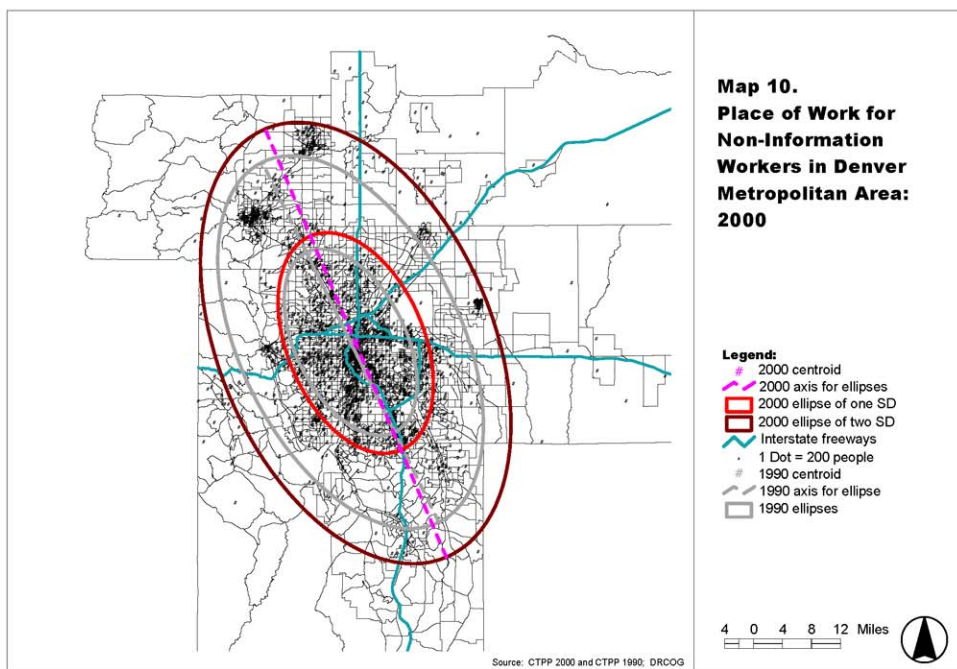 Map 10.
Place of Work for
Non-Information
Workers in Denver
Metropolitan Area:
2000
Legend:
# 2000 centroid
2000 axis for ellipses
2000 ellipse of one SD
2000 ellipse of two SD
Interstate freeways
1 Dot = 200 people
# 1990 centroid
1990 axis for ellipse
1990 ellipses
4 0 4 8 12 Miles
Source: CTPP 2000 and CTPP 1990; DRCOG